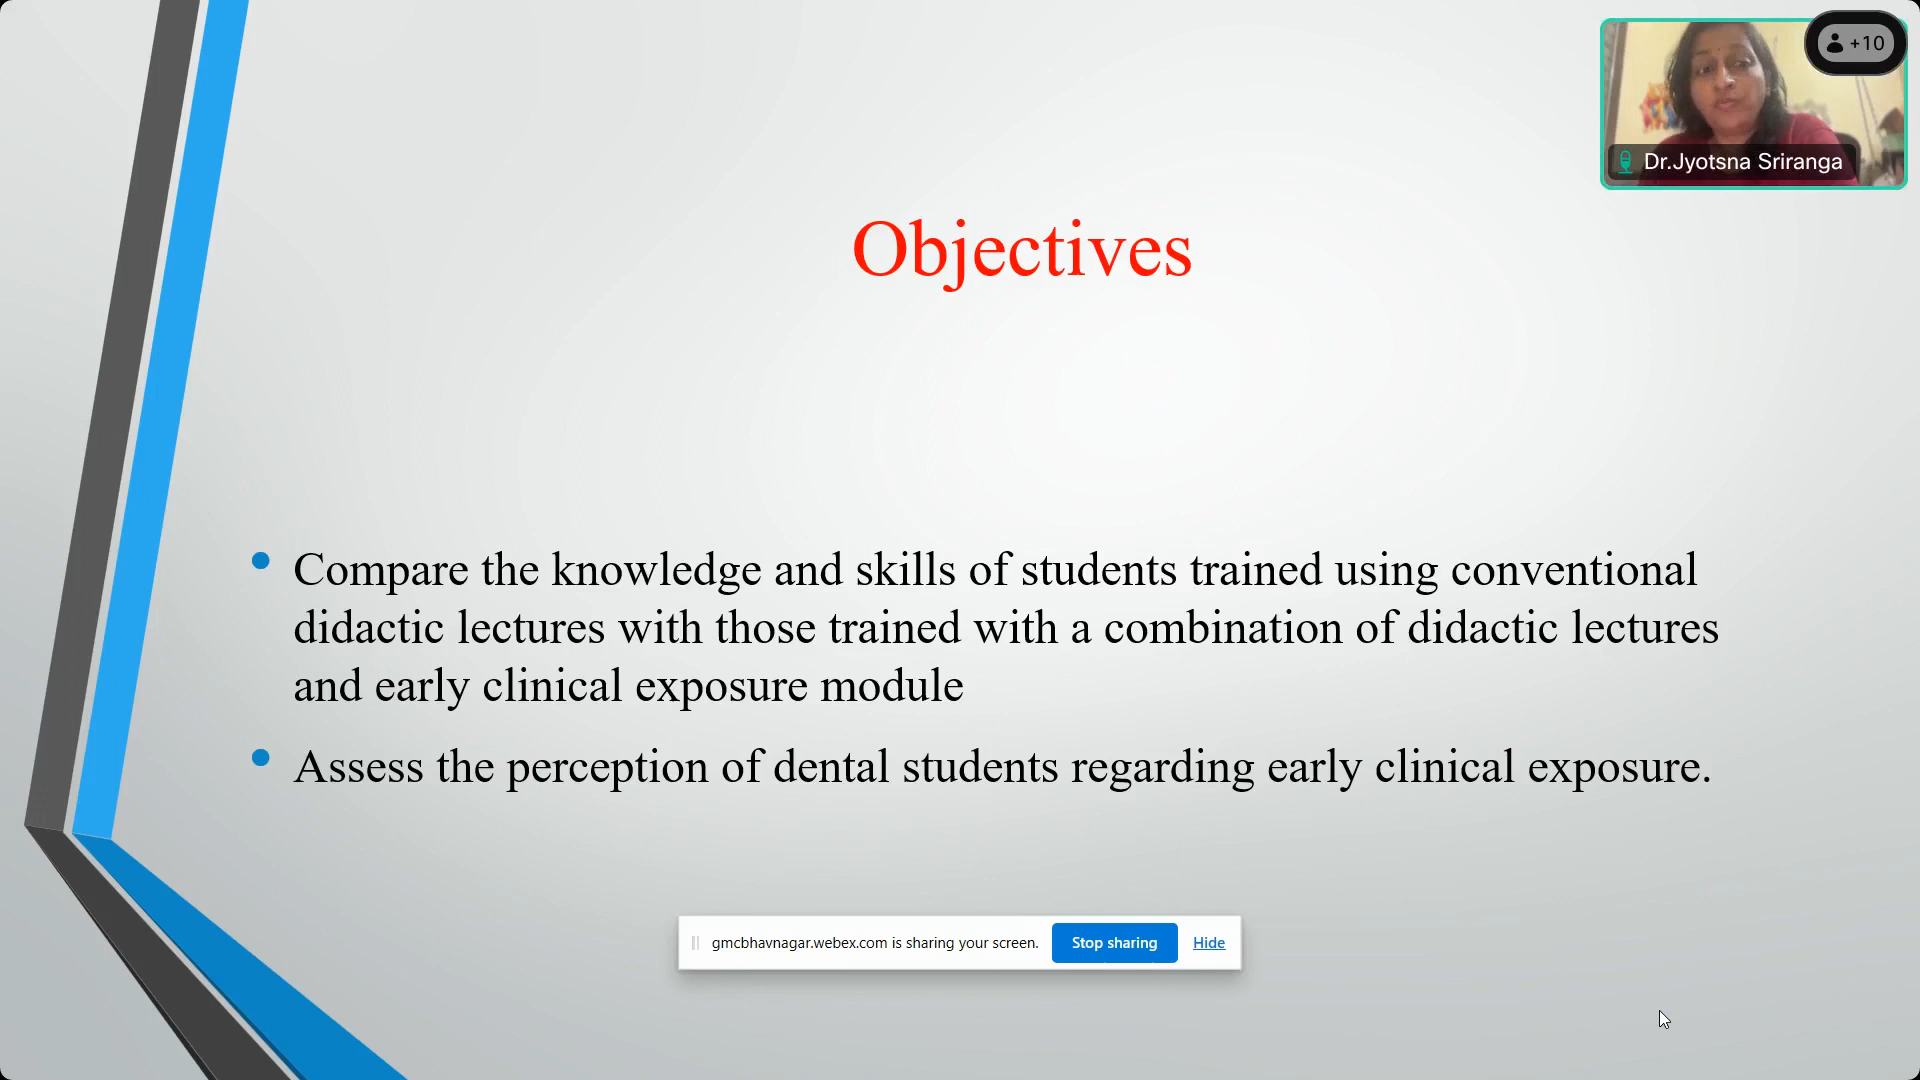 +10
Dr.Jyotsna Sriranga
Objectives
• Compare the knowledge and skills of students trained using conventional
didactic lectures with those trained with a combination of didactic lectures
and early clinical exposure module
• Assess the perception of dental students regarding early clinical exposure.
gmcbhavnagar.webex.com is sharing your screen. Stop sharing Hide